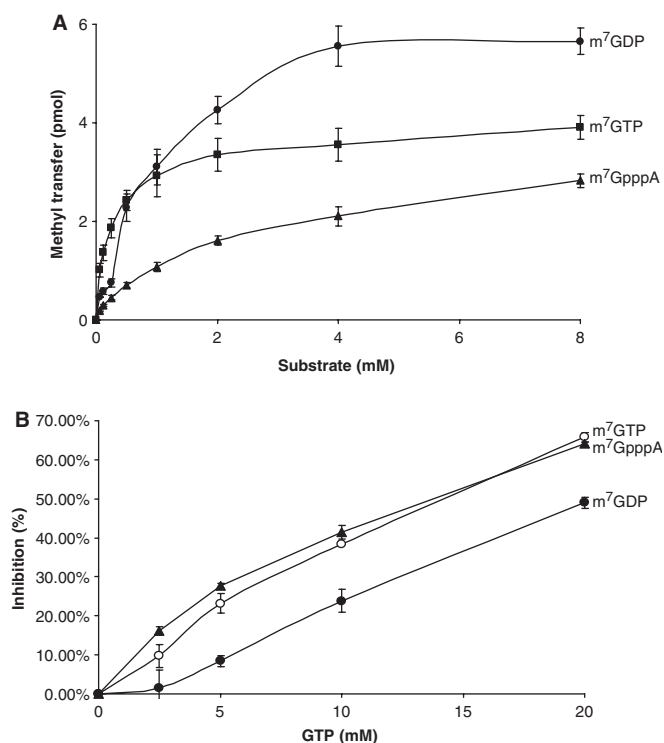 A
Methyl transfer (pmol)
6
4
2
0
m⁷GDP
m⁷GTP
m⁷GpppA
0 2 4 6 8
Substrate (mM)
B
Inhibition (%)
70.00%
60.00%
50.00%
40.00%
30.00%
20.00%
10.00%
0.00%
m⁷GTP
m⁷GpppA
m⁷GDP
0 5 10 15 20
GTP (mM)